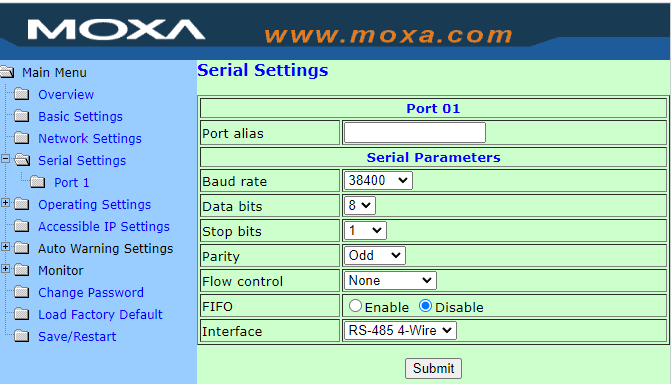 MOXA www.moxa.com
Main Menu
Overview
Basic Settings
Network Settings
Serial Settings
Port 1
Operating Settings
Accessible IP Settings
Auto Warning Settings
Monitor
Change Password
Load Factory Default
Save/Restart
Serial Settings
Port 01
Port alias
Serial Parameters
Baud rate 38400
Data bits 8
Stop bits 1
Parity Odd
Flow control None
FIFO Enable Disable
Interface RS-485 4-Wire
Submit